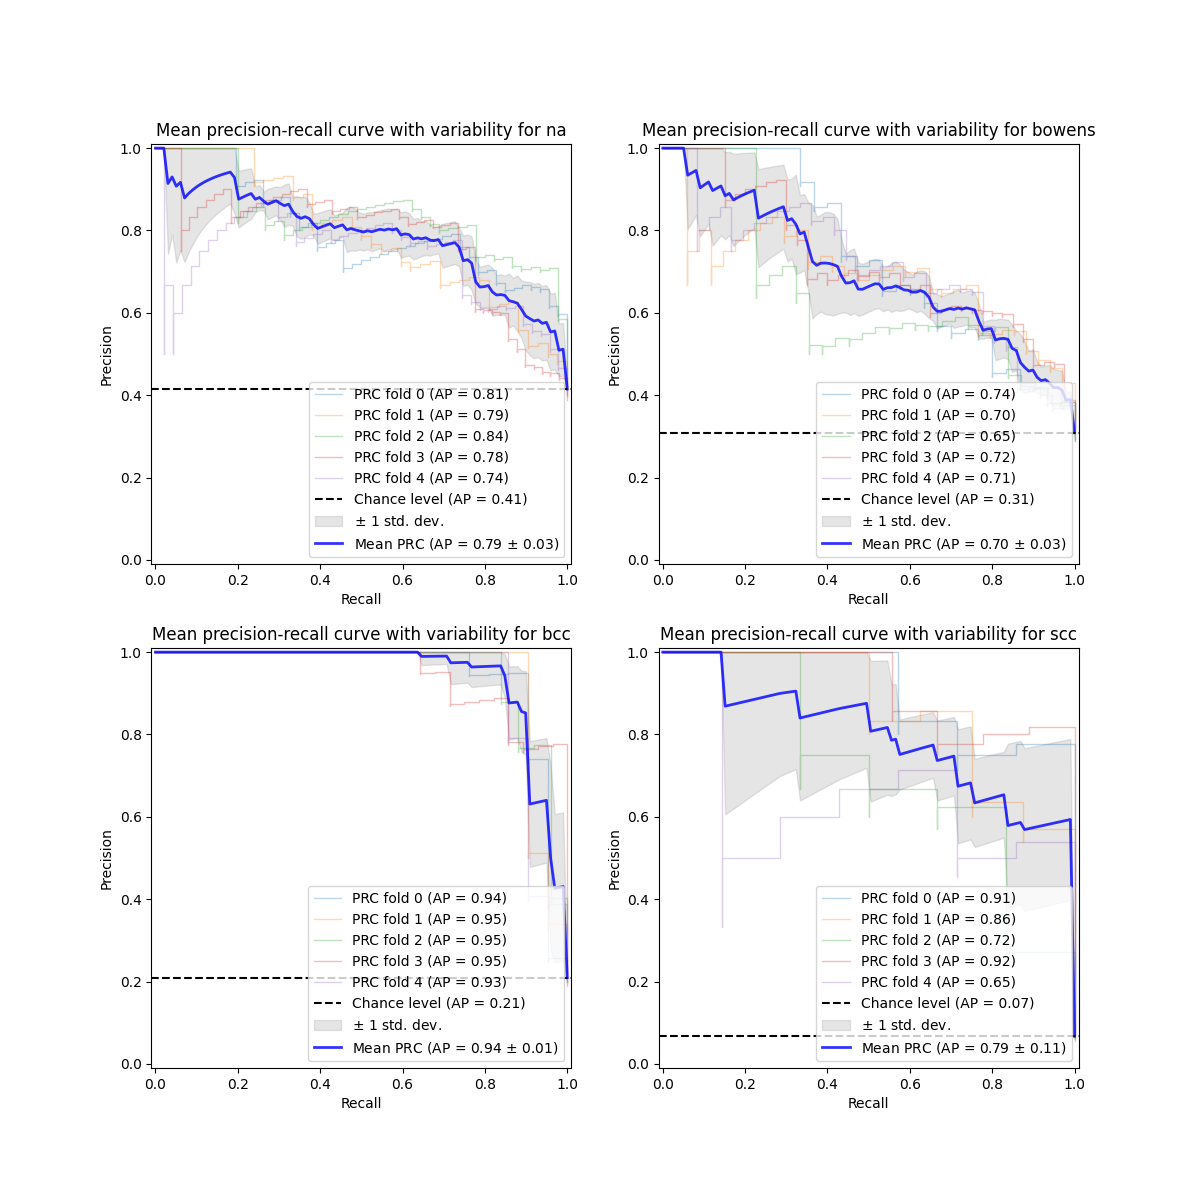 Mean precision-recall curve with variability for na
1.0
0.8
0.6
0.4
0.2
0.0
Precision
PRC fold 0 (AP = 0.81)
PRC fold 1 (AP = 0.79)
PRC fold 2 (AP = 0.84)
PRC fold 3 (AP = 0.78)
PRC fold 4 (AP = 0.74)
Chance level (AP = 0.41)
± 1 std. dev.
Mean PRC (AP = 0.79 ± 0.03)
0.0 0.2 0.4 0.6 0.8 1.0
Recall
Mean precision-recall curve with variability for bowens
1.0
0.8
0.6
0.4
0.2
0.0
Precision
PRC fold 0 (AP = 0.74)
PRC fold 1 (AP = 0.70)
PRC fold 2 (AP = 0.65)
PRC fold 3 (AP = 0.72)
PRC fold 4 (AP = 0.71)
Chance level (AP = 0.31)
± 1 std. dev.
Mean PRC (AP = 0.70 ± 0.03)
0.0 0.2 0.4 0.6 0.8 1.0
Recall
Mean precision-recall curve with variability for bcc
1.0
0.8
0.6
0.4
0.2
0.0
Precision
PRC fold 0 (AP = 0.94)
PRC fold 1 (AP = 0.95)
PRC fold 2 (AP = 0.95)
PRC fold 3 (AP = 0.95)
PRC fold 4 (AP = 0.93)
Chance level (AP = 0.21)
± 1 std. dev.
Mean PRC (AP = 0.94 ± 0.01)
0.0 0.2 0.4 0.6 0.8 1.0
Recall
Mean precision-recall curve with variability for scc
1.0
0.8
0.6
0.4
0.2
0.0
Precision
PRC fold 0 (AP = 0.91)
PRC fold 1 (AP = 0.86)
PRC fold 2 (AP = 0.72)
PRC fold 3 (AP = 0.92)
PRC fold 4 (AP = 0.65)
Chance level (AP = 0.07)
± 1 std. dev.
Mean PRC (AP = 0.79 ± 0.11)
0.0 0.2 0.4 0.6 0.8 1.0
Recall